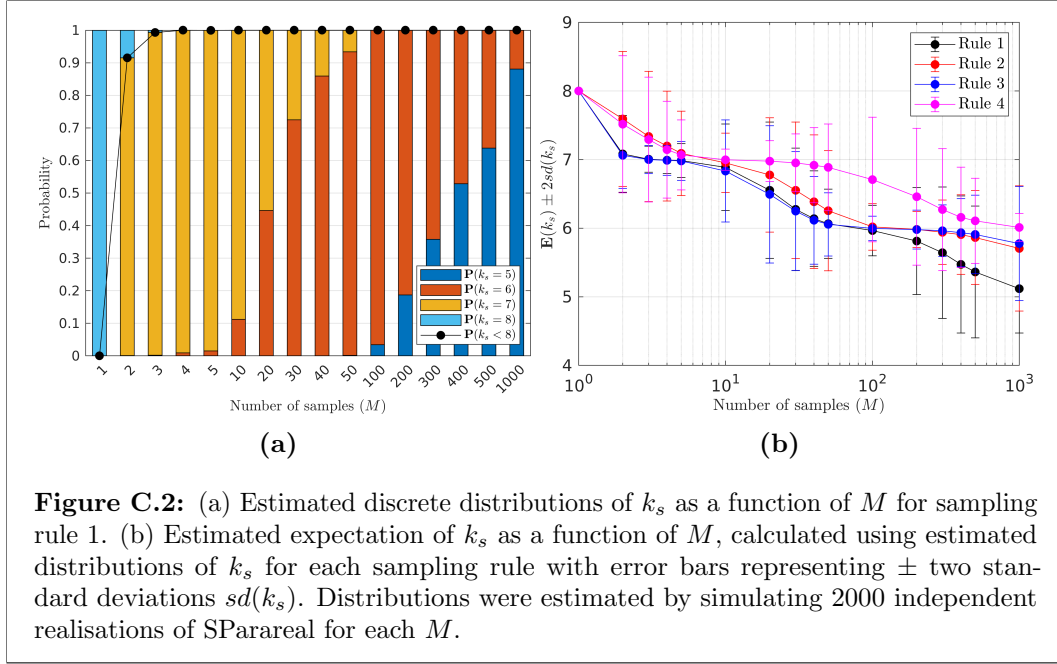 1
0.9
0.8
0.7
0.6
0.5
0.4
0.3
0.2
0.1
0
Probability
P(k_s = 5)
P(k_s = 6)
P(k_s = 7)
P(k_s = 8)
P(k_s < 8)
1 2 3 4 5 10 20 30 40 50 100 200 300 400 500 1000
Number of samples (M)
(a)
9
8
7
6
5
4
E(k_s) ± 2sd(k_s)
Rule 1
Rule 2
Rule 3
Rule 4
10^0 10^1 10^2 10^3
Number of samples (M)
(b)
Figure C.2: (a) Estimated discrete distributions of k_s as a function of M for sampling
rule 1. (b) Estimated expectation of k_s as a function of M, calculated using estimated
distributions of k_s for each sampling rule with error bars representing ± two stan-
dard deviations sd(k_s). Distributions were estimated by simulating 2000 independent
realisations of SParareal for each M.